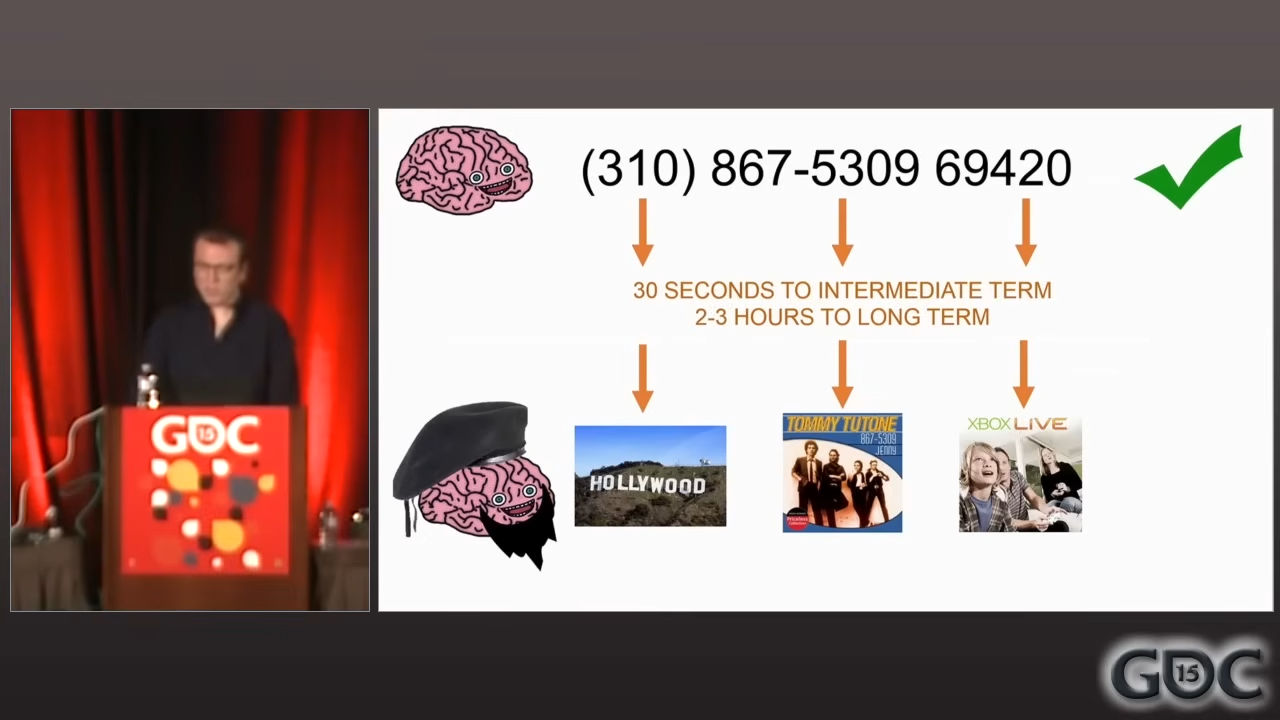 (310) 867-5309 69420
30 SECONDS TO INTERMEDIATE TERM
2-3 HOURS TO LONG TERM
HOLLYWOOD
TOMMY TUTONE
867-5309
JENNY
XBOX LIVE
GDC
15
GDC
15